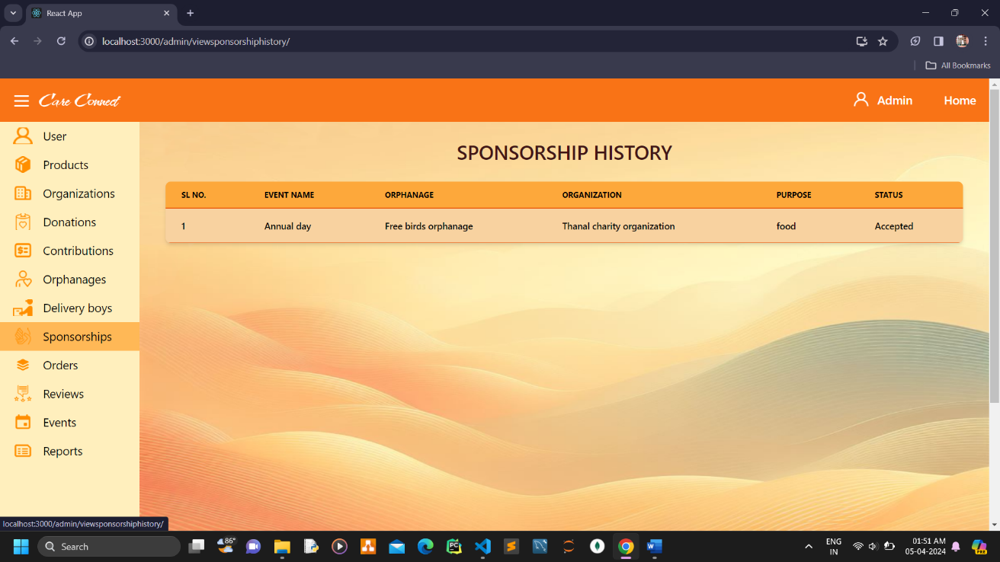 React App
localhost:3000/admin/viewsponsorshiphistory/
All Bookmarks
Care Connect
Admin
Home
User
Products
Organizations
Donations
Contributions
Orphanages
Delivery boys
Sponsorships
Orders
Reviews
Events
Reports
SPONSORSHIP HISTORY
SL NO. EVENT NAME ORPHANAGE ORGANIZATION PURPOSE STATUS
1 Annual day Free birds orphanage Thanal charity organization food Accepted
localhost:3000/admin/viewsponsorshiphistory/
Search
86°
PC
W
ENG
IN
01:51 AM
05-04-2024
PRE